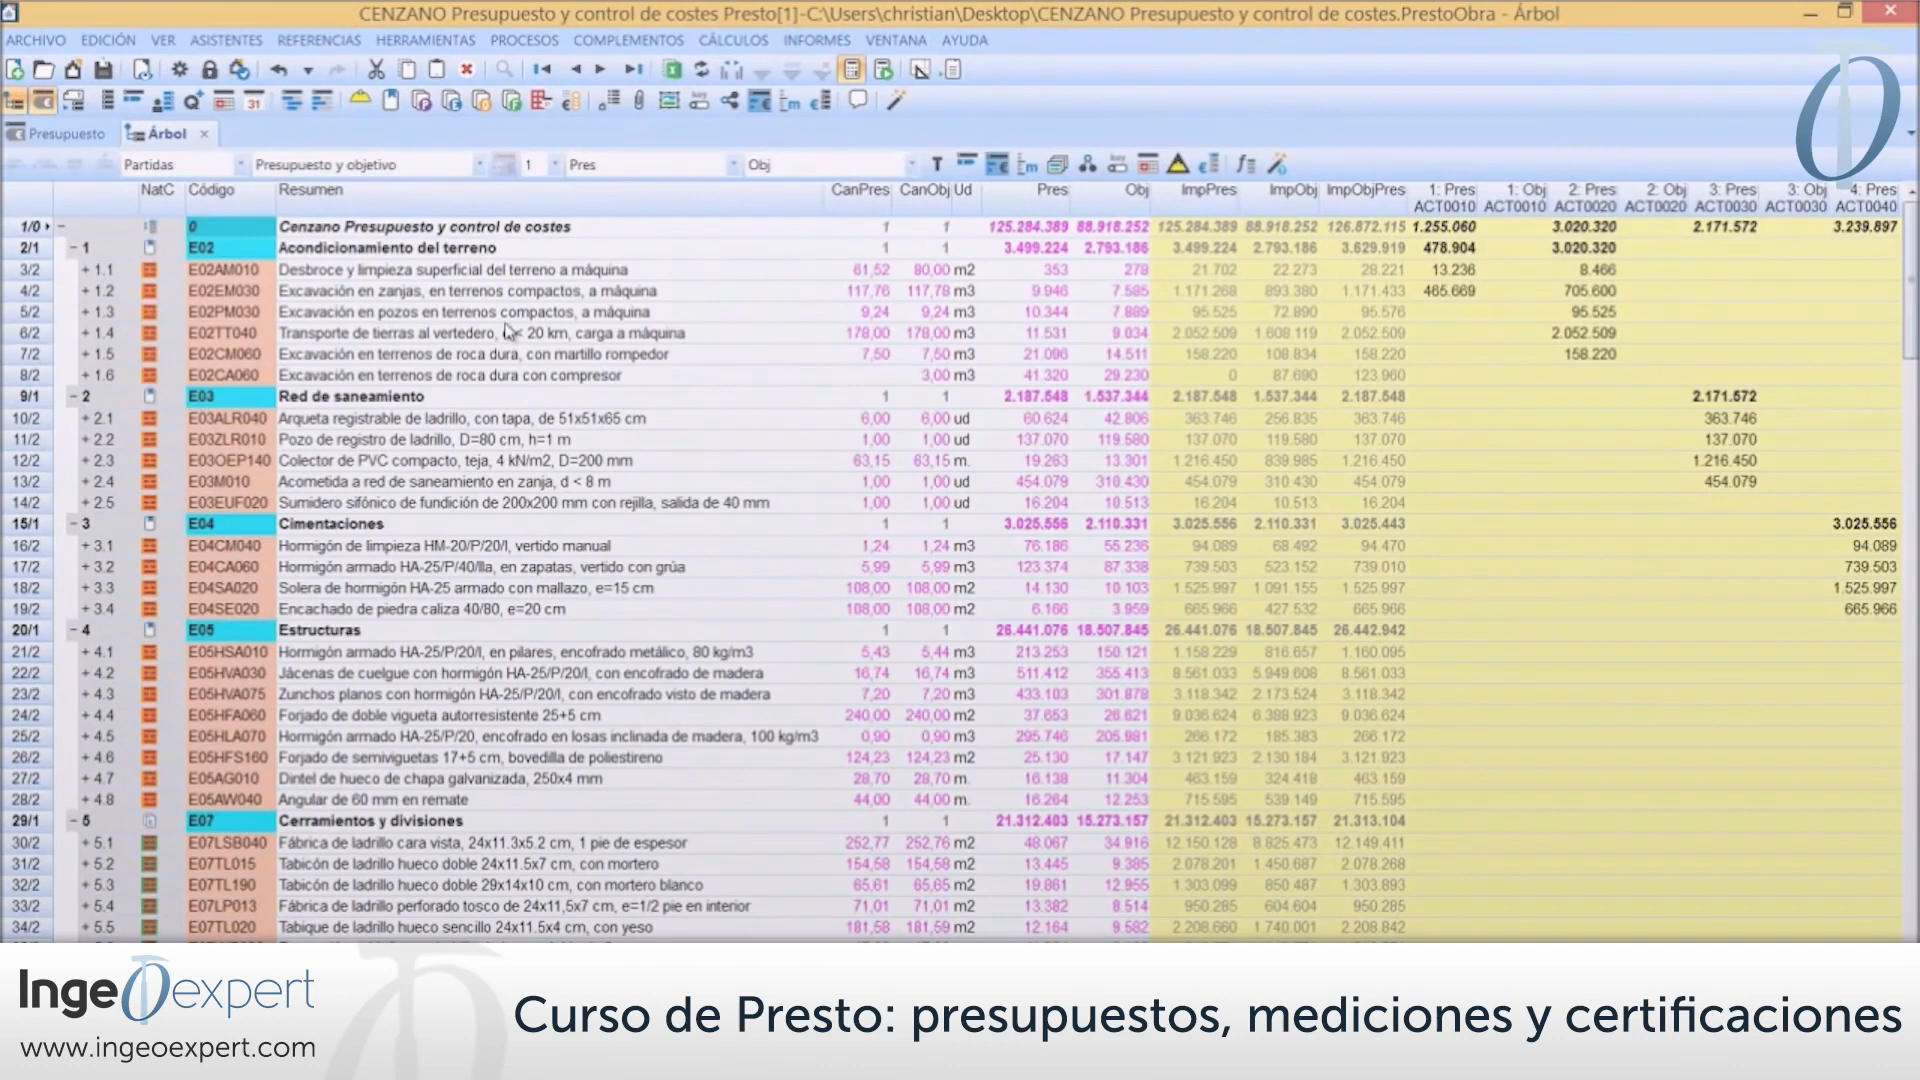 CENZANO Presupuesto y control de costes Presto[1]-C:\Users\christian\Desktop\CENZANO Presupuesto y control de costes.PrestoObra - Árbol
ARCHIVO EDICIÓN VER ASISTENTES REFERENCIAS HERRAMIENTAS PROCESOS COMPLEMENTOS CÁLCULOS INFORMES VENTANA AYUDA
Presupuesto Árbol
Partidas Presupuesto y objetivo 1 Pres Obj
NatC Código Resumen CanPres CanObj Ud Pres Obj ImpPres ImpObj ImpObjPres 1: Pres 1: Obj 2: Pres 2: Obj 3: Pres 3: Obj 4: Pres
ACT0010 ACT0010 ACT0020 ACT0020 ACT0030 ACT0030 ACT0040
1/0 0 Cenzano Presupuesto y control de costes 1 1 125.284.389 88.918.252 125.284.389 88.918.252 126.872.115 1.255.060 3.020.320 2.171.572 3.239.897
2/1 - 1 E02 Acondicionamiento del terreno 1 1 3.499.224 2.793.186 3.499.224 2.793.186 3.629.919 478.904 3.020.320
3/2 + 1.1 E02AM010 Desbroce y limpieza superficial del terreno a máquina 61,52 80,00 m2 353 278 21.702 22.273 28.221 13.236 8.466
4/2 + 1.2 E02EM030 Excavación en zanjas, en terrenos compactos, a máquina 117,76 117,78 m3 9.946 7.585 1.171.268 893.380 1.171.433 465.669 705.600
5/2 + 1.3 E02PM030 Excavación en pozos en terrenos compactos, a máquina 9,24 9,24 m3 10.344 7.889 95.525 72.890 95.576 95.525
6/2 + 1.4 E02TT040 Transporte de tierras al vertedero, < 20 km, carga a máquina 178,00 178,00 m3 11.531 9.034 2.052.509 1.608.119 2.052.509 2.052.509
7/2 + 1.5 E02CM060 Excavación en terrenos de roca dura, con martillo rompedor 7,50 7,50 m3 21.096 14.511 158.220 108.834 158.220 158.220
8/2 + 1.6 E02CA060 Excavación en terrenos de roca dura con compresor 3,00 m3 41.320 29.230 0 87.690 123.960
9/1 - 2 E03 Red de saneamiento 1 1 2.187.548 1.537.344 2.187.548 1.537.344 2.187.548 2.171.572
10/2 + 2.1 E03ALR040 Arqueta registrable de ladrillo, con tapa, de 51x51x65 cm 6,00 6,00 ud 60.624 42.806 363.746 256.835 363.746 363.746
11/2 + 2.2 E03ZLR010 Pozo de registro de ladrillo, D=80 cm, h=1 m 1,00 1,00 ud 137.070 119.580 137.070 119.580 137.070 137.070
12/2 + 2.3 E03OEP140 Colector de PVC compacto, teja, 4 kN/m2, D=200 mm 63,15 63,15 m. 19.263 13.301 1.216.450 839.985 1.216.450 1.216.450
13/2 + 2.4 E03M010 Acometida a red de saneamiento en zanja, d < 8 m 1,00 1,00 ud 454.079 310.430 454.079 310.430 454.079 454.079
14/2 + 2.5 E03EUF020 Sumidero sifónico de fundición de 200x200 mm con rejilla, salida de 40 mm 1,00 1,00 ud 16.204 10.513 16.204 10.513 16.204
15/1 - 3 E04 Cimentaciones 1 1 3.025.556 2.110.331 3.025.556 2.110.331 3.025.443 3.025.556
16/2 + 3.1 E04CM040 Hormigón de limpieza HM-20/P/20/I, vertido manual 1,24 1,24 m3 76.186 55.236 94.089 68.492 94.470 94.089
17/2 + 3.2 E04CA060 Hormigón armado HA-25/P/40/IIa, en zapatas, vertido con grúa 5,99 5,99 m3 123.374 87.338 739.503 523.152 739.010 739.503
18/2 + 3.3 E04SA020 Solera de hormigón HA-25 armado con mallazo, e=15 cm 108,00 108,00 m2 14.130 10.103 1.525.997 1.091.155 1.525.997 1.525.997
19/2 + 3.4 E04SE020 Encachado de piedra caliza 40/80, e=20 cm 108,00 108,00 m2 6.166 3.959 665.966 427.532 665.966 665.966
20/1 - 4 E05 Estructuras 1 1 26.441.076 18.507.845 26.441.076 18.507.845 26.442.942
21/2 + 4.1 E05HSA010 Hormigón armado HA-25/P/20/I, en pilares, encofrado metálico, 80 kg/m3 5,43 5,44 m3 213.253 150.121 1.158.229 816.657 1.160.095
22/2 + 4.2 E05HVA030 Jácenas de cuelgue con hormigón HA-25/P/20/I, con encofrado de madera 16,74 16,74 m3 511.412 355.413 8.561.033 5.949.608 8.561.033
23/2 + 4.3 E05HVA075 Zunchos planos con hormigón HA-25/P/20/I, con encofrado visto de madera 7,20 7,20 m3 433.103 301.878 3.118.342 2.173.524 3.118.342
24/2 + 4.4 E05HFA060 Forjado de doble vigueta autorresistente 25+5 cm 240,00 240,00 m2 37.653 26.621 9.036.624 6.388.923 9.036.624
25/2 + 4.5 E05HLA070 Hormigón armado HA-25/P/20, encofrado en losas inclinada de madera, 100 kg/m3 0,90 0,90 m3 295.746 205.981 266.172 185.383 266.172
26/2 + 4.6 E05HFS160 Forjado de semiviguetas 17+5 cm, bovedilla de poliestireno 124,23 124,23 m2 25.130 17.147 3.121.923 2.130.184 3.121.923
27/2 + 4.7 E05AG010 Dintel de hueco de chapa galvanizada, 250x4 mm 28,70 28,70 m. 16.138 11.304 463.159 324.418 463.159
28/2 + 4.8 E05AW040 Angular de 60 mm en remate 44,00 44,00 m. 16.264 12.253 715.595 539.149 715.595
29/1 - 5 E07 Cerramientos y divisiones 1 1 21.312.403 15.273.157 21.312.403 15.273.157 21.313.104
30/2 + 5.1 E07LSB040 Fábrica de ladrillo cara vista, 24x11.3x5.2 cm, 1 pie de espesor 252,77 252,76 m2 48.067 34.916 12.150.128 8.825.473 12.149.411
31/2 + 5.2 E07TL015 Tabicón de ladrillo hueco doble 24x11.5x7 cm, con mortero 154,58 154,58 m2 13.445 9.385 2.078.201 1.450.687 2.078.268
32/2 + 5.3 E07TL190 Tabicón de ladrillo hueco doble 29x14x10 cm, con mortero blanco 65,61 65,65 m2 19.861 12.955 1.303.099 850.487 1.303.893
33/2 + 5.4 E07LP013 Fábrica de ladrillo perforado tosco de 24x11,5x7 cm, e=1/2 pie en interior 71,01 71,01 m2 13.382 8.514 950.285 604.604 950.285
34/2 + 5.5 E07TL020 Tabique de ladrillo hueco sencillo 24x11.5x4 cm, con yeso 181,58 181,59 m2 12.164 9.582 2.208.660 1.740.001 2.208.842
IngeOexpert
www.ingeoexpert.com
Curso de Presto: presupuestos, mediciones y certificaciones